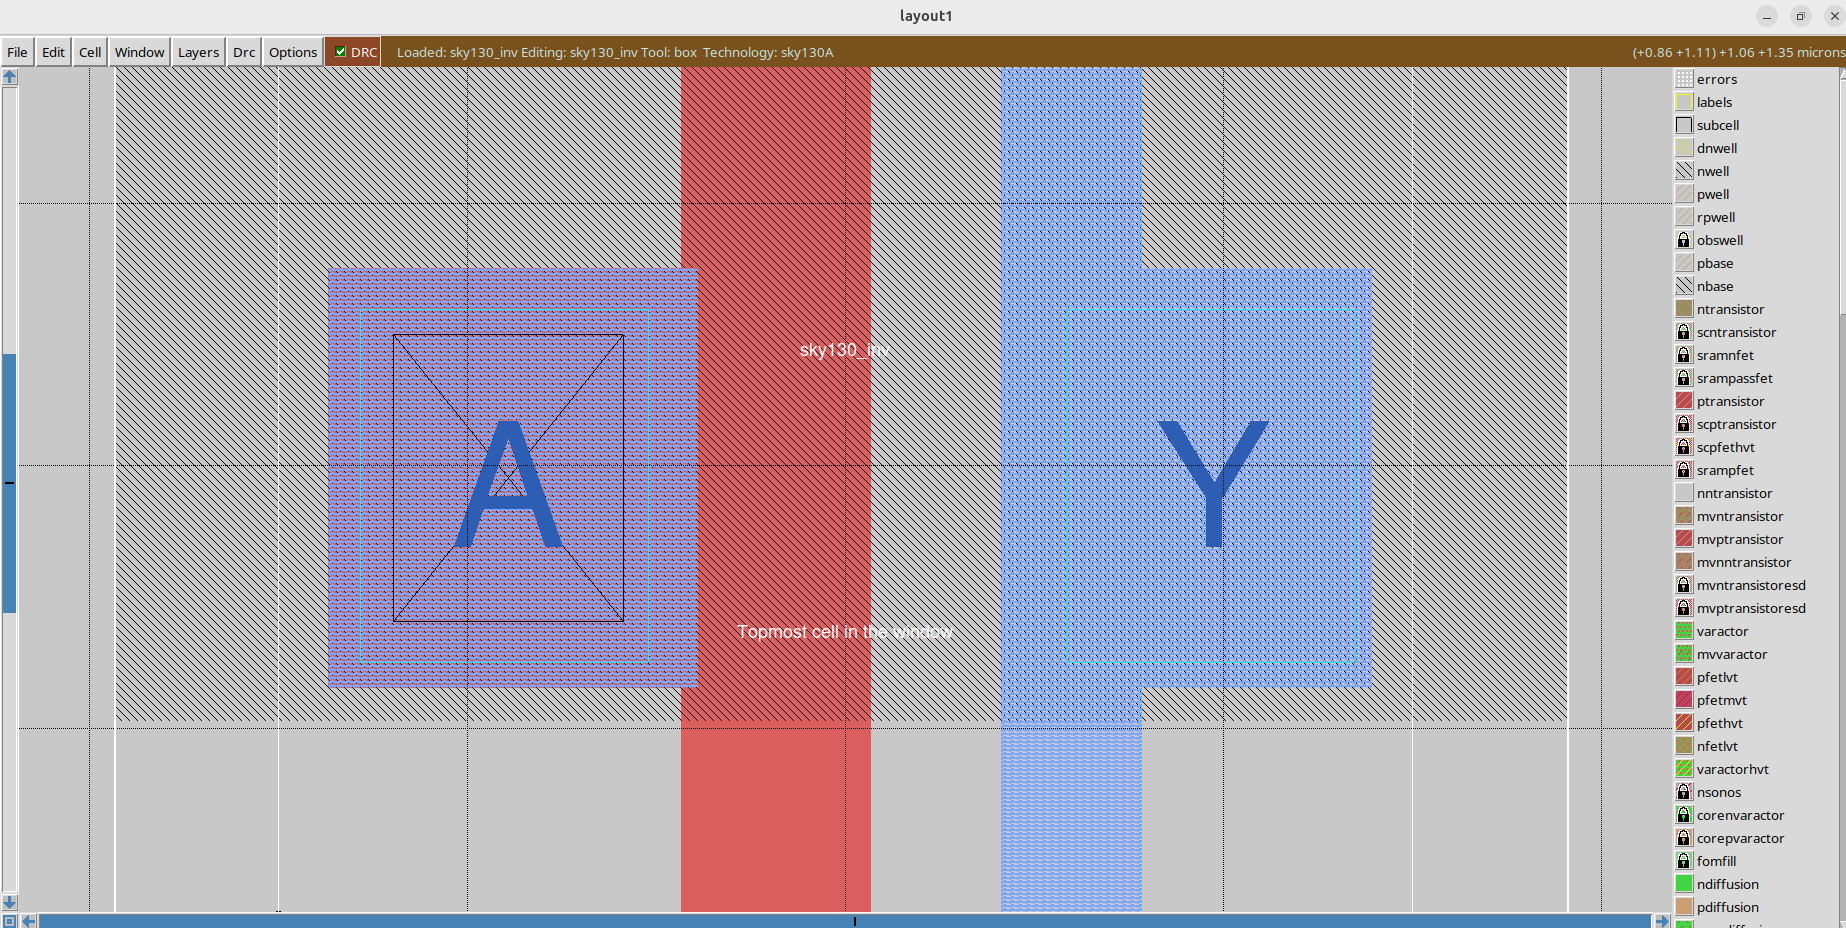 layout1
File Edit Cell Window Layers Drc Options DRC Loaded: sky130_inv Editing: sky130_inv Tool: box Technology: sky130A (+0.86 +1.11) +1.06 +1.35 microns
errors
labels
subcell
dnwell
nwell
pwell
rpwell
obswell
pbase
nbase
ntransistor
scntransistor
sramnfet
srampassfet
ptransistor
scptransistor
scpfethvt
srampfet
nntransistor
mvntransistor
mvptransistor
mvnntransistor
mvntransistoresd
mvptransistoresd
varactor
mvvaractor
pfetlvt
pfetmvt
pfethvt
nfetlvt
varactorhvt
nsonos
corenvaractor
corepvaractor
fomfill
ndiffusion
pdiffusion
sky130_inv
A
Y
Topmost cell in the window